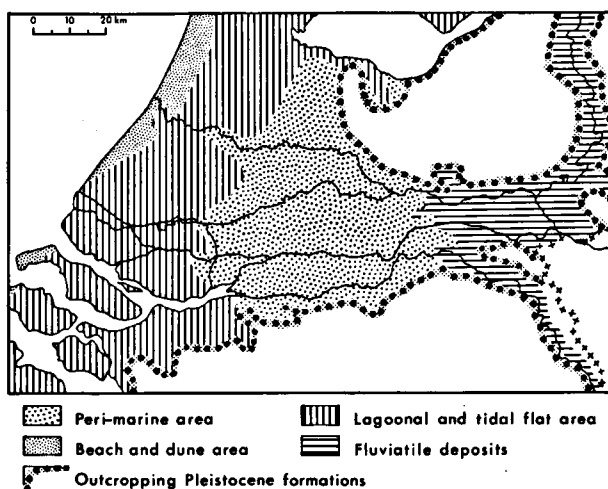 0 10 20 km
Peri-marine area
Lagoonal and tidal flat area
Beach and dune area
Fluviatile deposits
Outcropping Pleistocene formations